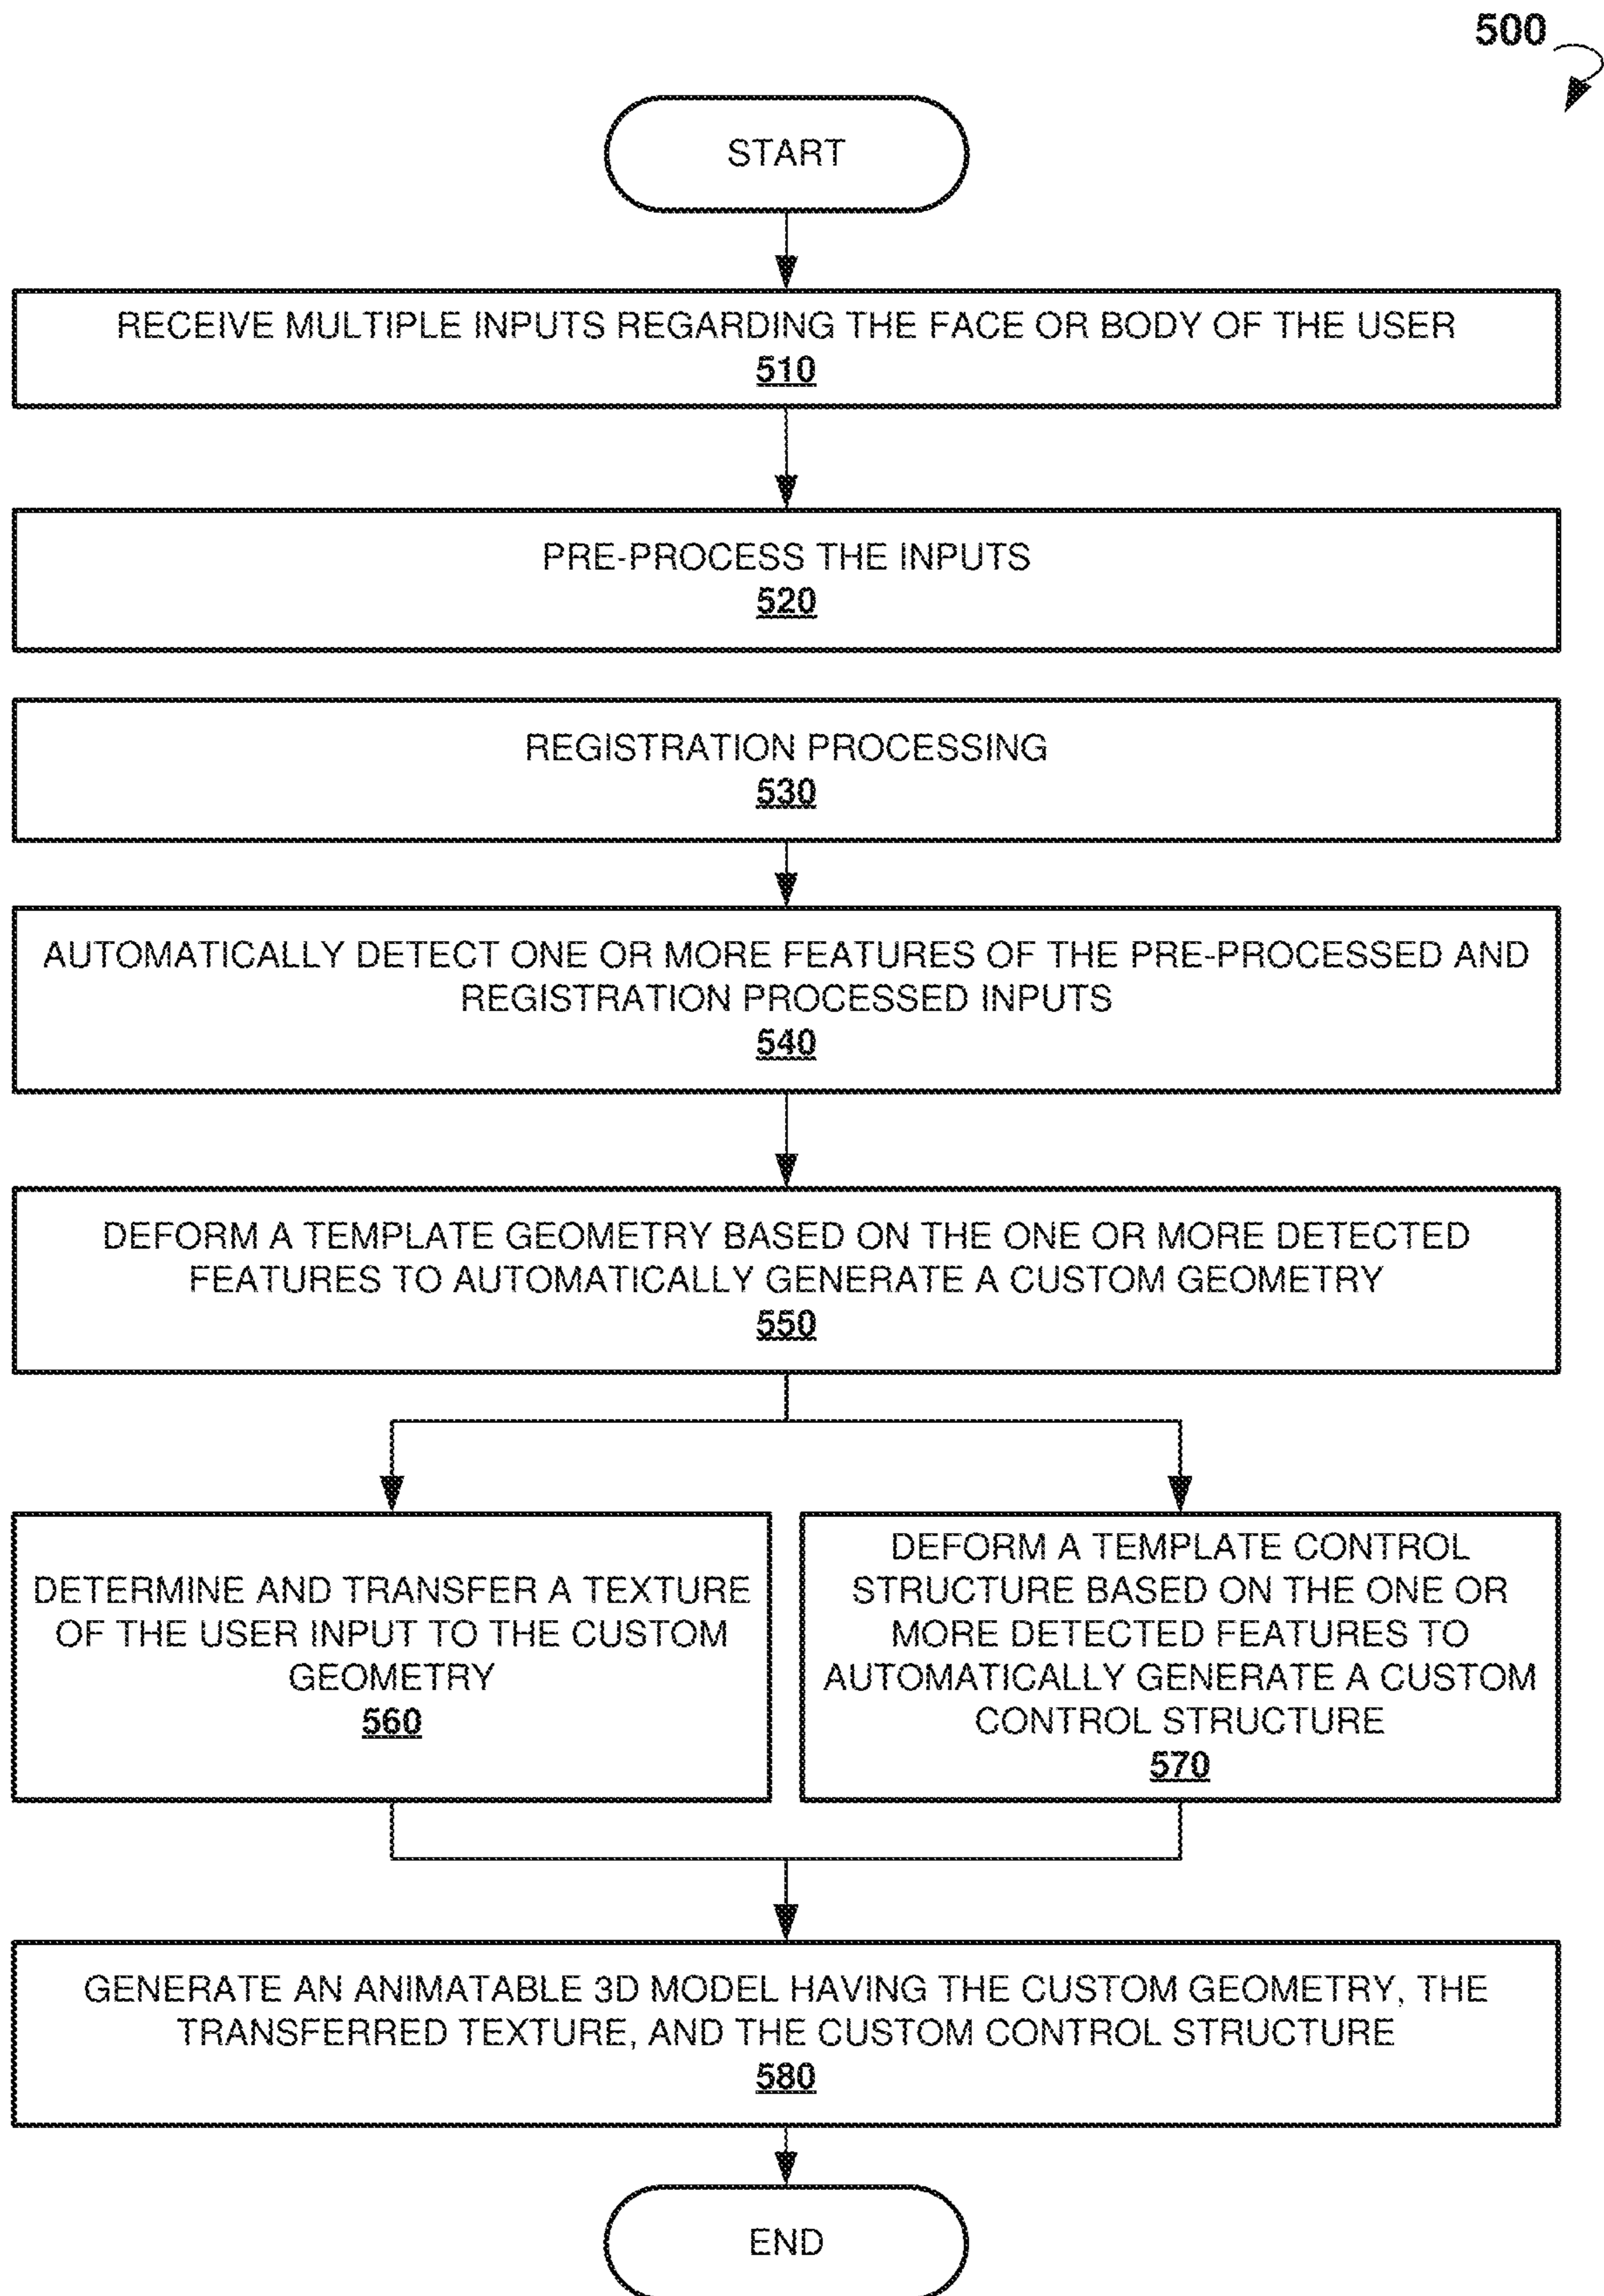 500
START
RECEIVE MULTIPLE INPUTS REGARDING THE FACE OR BODY OF THE USER
510
PRE-PROCESS THE INPUTS
520
REGISTRATION PROCESSING
530
AUTOMATICALLY DETECT ONE OR MORE FEATURES OF THE PRE-PROCESSED AND
REGISTRATION PROCESSED INPUTS
540
DEFORM A TEMPLATE GEOMETRY BASED ON THE ONE OR MORE DETECTED
FEATURES TO AUTOMATICALLY GENERATE A CUSTOM GEOMETRY
550
DETERMINE AND TRANSFER A TEXTURE
OF THE USER INPUT TO THE CUSTOM
GEOMETRY
560
DEFORM A TEMPLATE CONTROL
STRUCTURE BASED ON THE ONE OR
MORE DETECTED FEATURES TO
AUTOMATICALLY GENERATE A CUSTOM
CONTROL STRUCTURE
570
GENERATE AN ANIMATABLE 3D MODEL HAVING THE CUSTOM GEOMETRY, THE
TRANSFERRED TEXTURE, AND THE CUSTOM CONTROL STRUCTURE
580
END